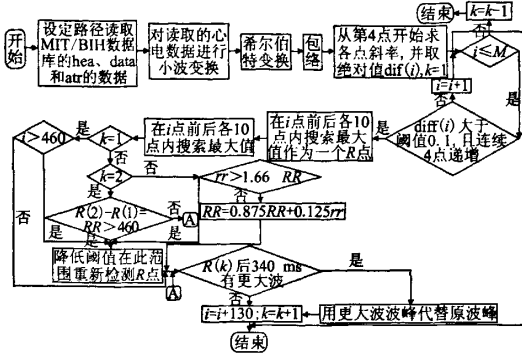 开始
设定路径读取
MIT/BIH数据
库的hea、data
和atr的数据
对读取的心
电数据进行
小波变换
希尔伯
特变换
包络
从第4点开始求
各点斜率,并取
绝对值dif(i),k=1
结束
k=k-1
否
i≤M
是
i=i+1
否
diff(i)大于
阈值0.1,且连续
4点递增
是
在i点前后各10
点内搜索最大
值作为一个R点
在i点前后各10
点内搜索最大值
k=1
是
i>460
是
否
否
k=2
否
是
rr>1.66 RR
否
R(2)-R(1)=
RR>460
否
A
是
是
是
RR=0.875RR+0.125rr
降低阈值在此范
围重新检测R点
A
R(k)后340 ms
有更大波
是
否
i=i+130;k=k+1
用更大波波峰代替原波峰
结束